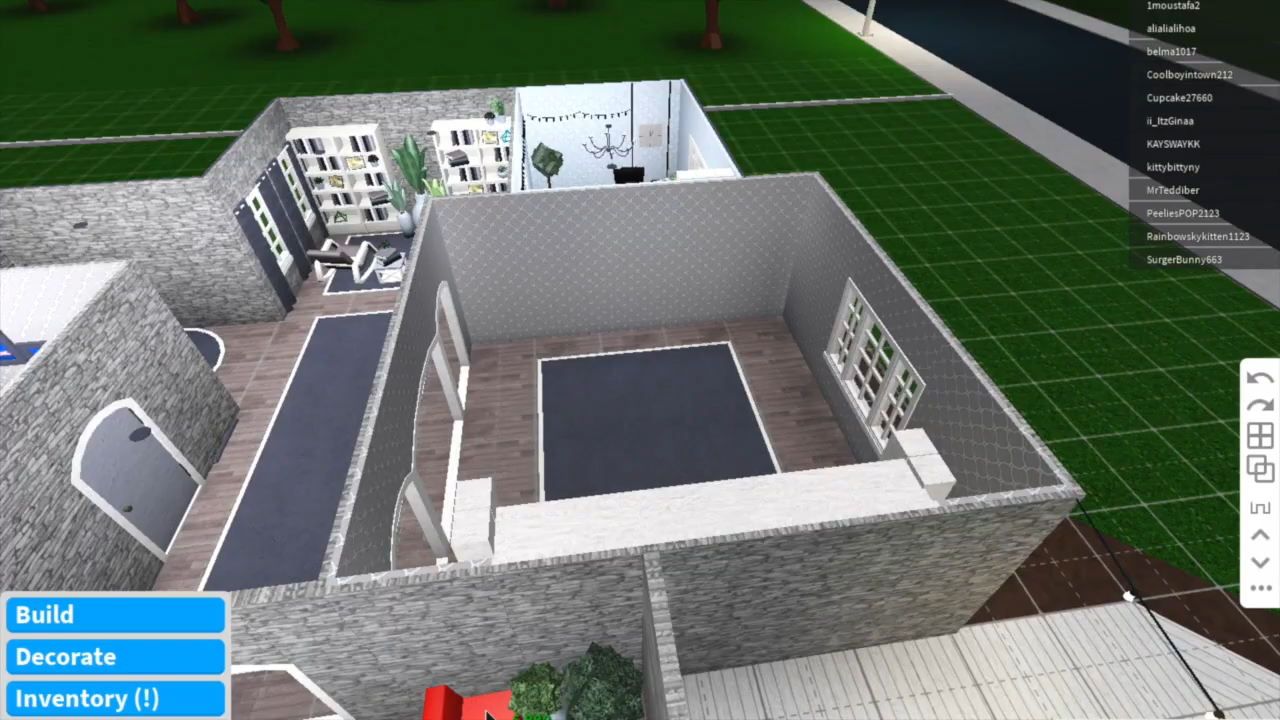 1moustafa2
alialialihoa
belma1017
Coolboyintown212
Cupcake27660
ii_ItzGinaa
KAYSWAYKK
kittybittyny
MrTeddiber
PeeliesPOP2123
Rainbowskykitten1123
SurgerBunny663
Build
Decorate
Inventory (!)